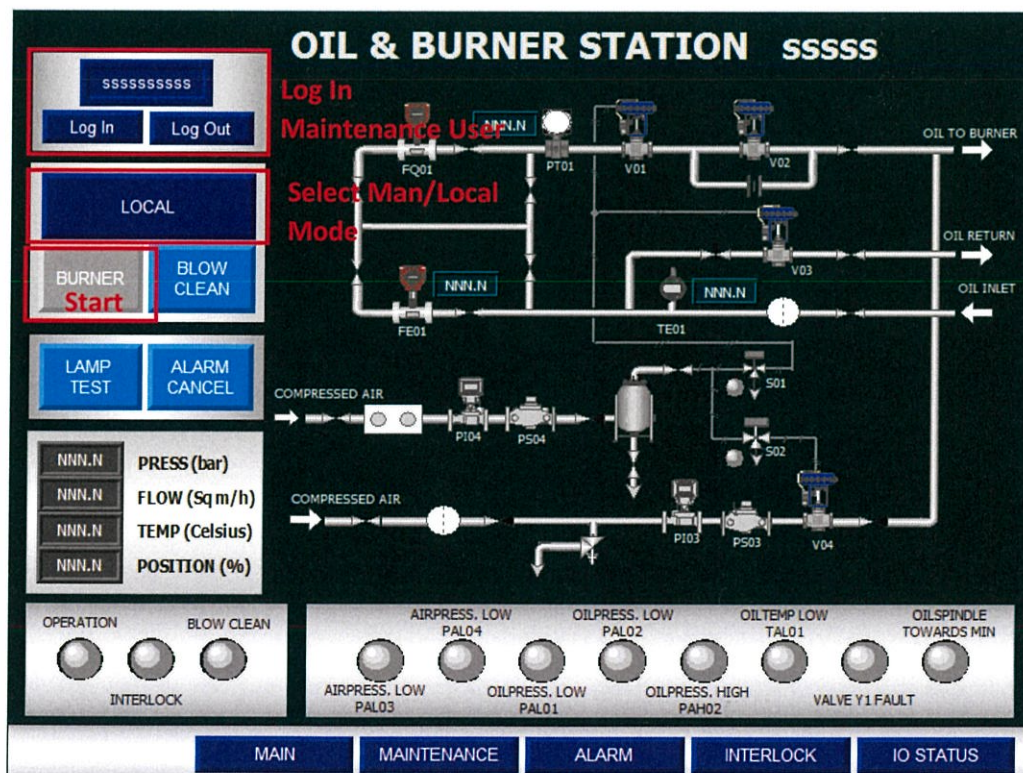 OIL & BURNER STATION sssss
ssssssssss
Log In
Log Out
Log In
Maintenance User
LOCAL
Select Man/Local
Mode
BURNER
Start
BLOW
CLEAN
LAMP
TEST
ALARM
CANCEL
NNN.N PRESS (bar)
NNN.N FLOW (Sq m/h)
NNN.N TEMP (Celsius)
NNN.N POSITION (%)
NNN.N
FQ01
PT01
V01
V02
OIL TO BURNER
V03
OIL RETURN
OIL INLET
NNN.N
FE01
NNN.N
TE01
COMPRESSED AIR
PI04
PS04
S01
S02
COMPRESSED AIR
PI03
PS03
V04
OPERATION
BLOW CLEAN
INTERLOCK
AIRPRESS. LOW
PAL04
OILPRESS. LOW
PAL02
OILTEMP LOW
TAL01
OILSPINDLE
TOWARDS MIN
AIRPRESS. LOW
PAL03
OILPRESS. LOW
PAL01
OILPRESS. HIGH
PAH02
VALVE Y1 FAULT
MAIN
MAINTENANCE
ALARM
INTERLOCK
IO STATUS